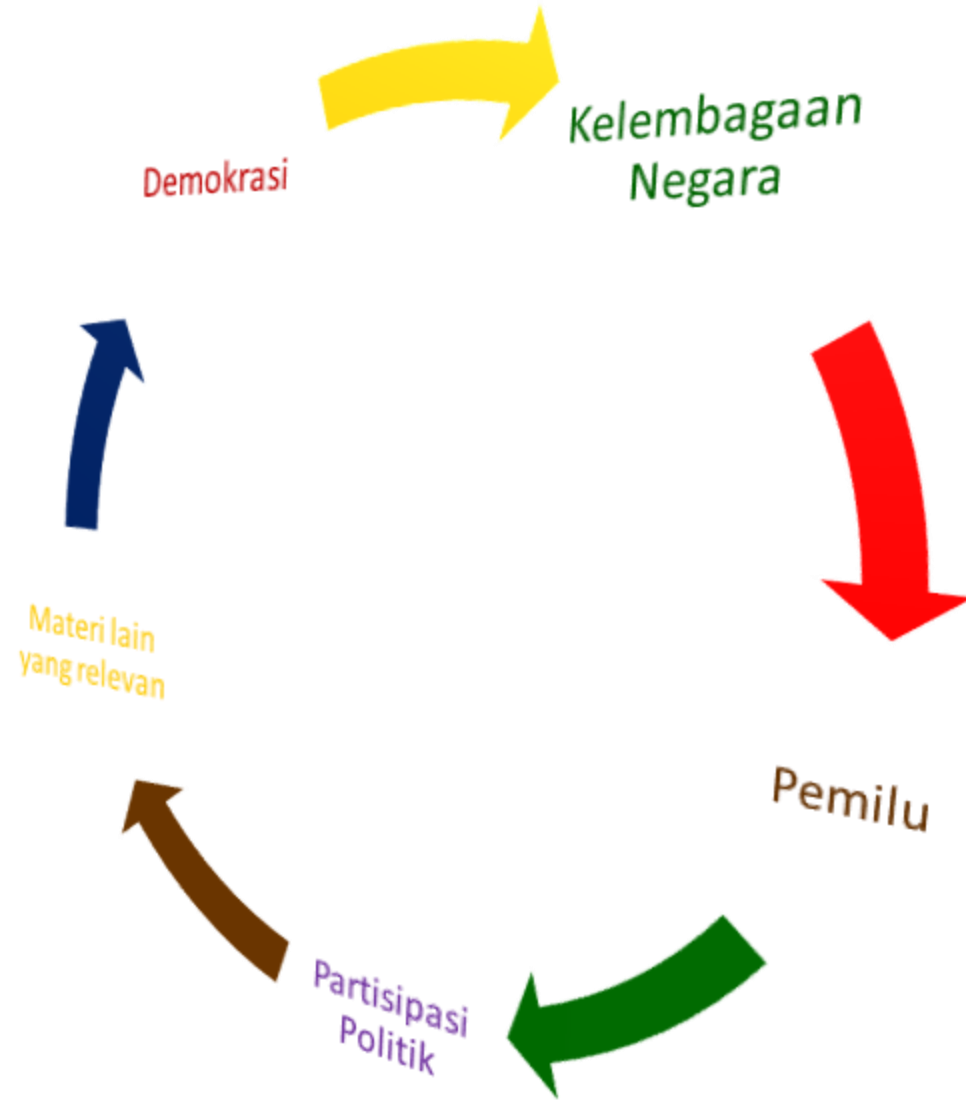 Demokrasi
Kelembagaan
Negara
Pemilu
Partisipasi
Politik
Materi lain
yang relevan